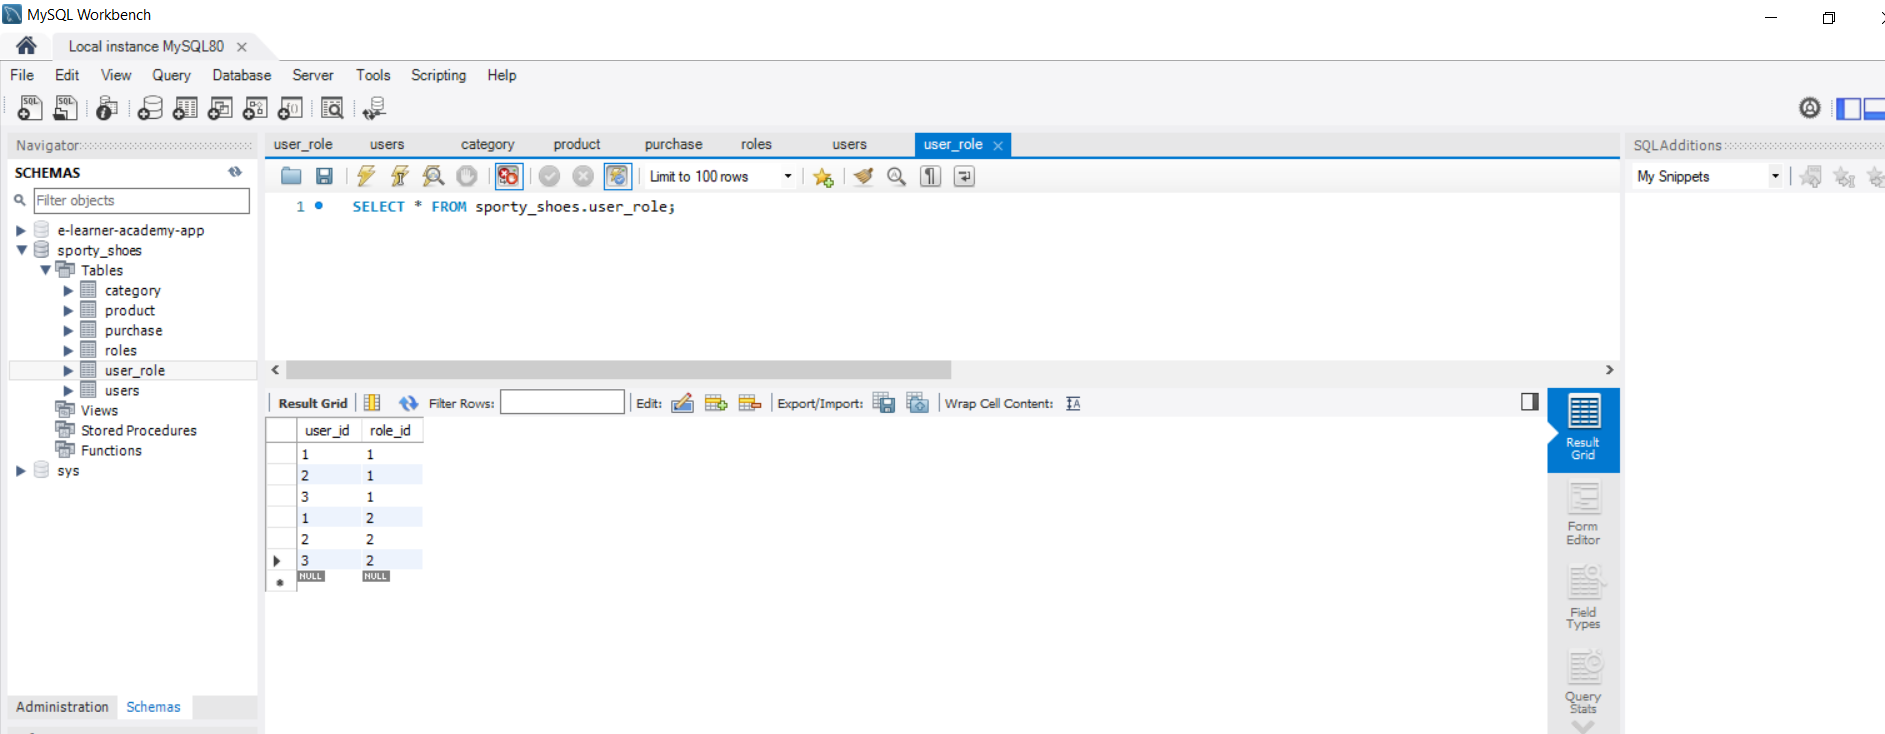 MySQL Workbench
Local instance MySQL80
File Edit View Query Database Server Tools Scripting Help
SQL SQL
Navigator
SCHEMAS
Filter objects
e-learner-academy-app
sporty_shoes
Tables
category
product
purchase
roles
user_role
users
Views
Stored Procedures
Functions
sys
Administration Schemas
user_role users category product purchase roles users user_role
Limit to 100 rows
1 SELECT * FROM sporty_shoes.user_role;
Result Grid Filter Rows: Edit: Export/Import: Wrap Cell Content:
user_id role_id
1 1
2 1
3 1
1 2
2 2
3 2
NULL NULL
Result
Grid
Form
Editor
Field
Types
Query
Stats
SQLAdditions
My Snippets